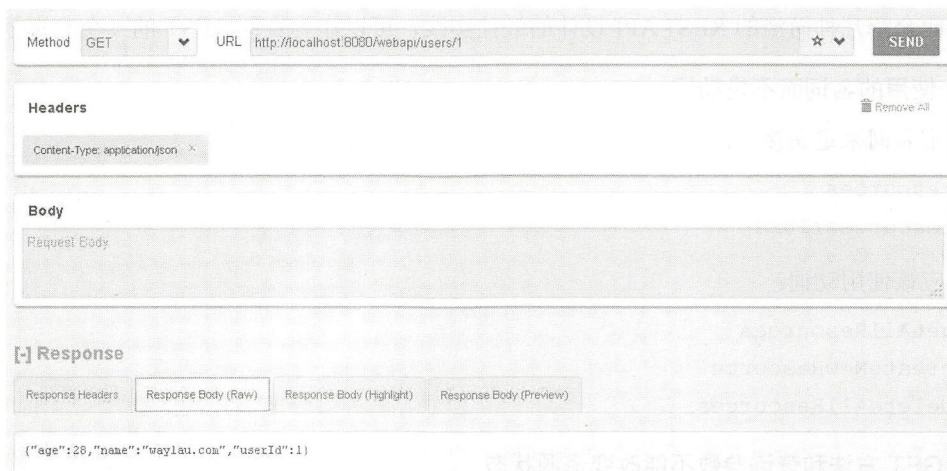 Method GET URL http://localhost:8080/webapi/users/1 SEND
Headers
Remove All
Content-Type: application/json ×
Body
Request Body
[-] Response
Response Headers Response Body (Raw) Response Body (Highlight) Response Body (Preview)
{"age":28,"name":"waylau.com","userId":1}